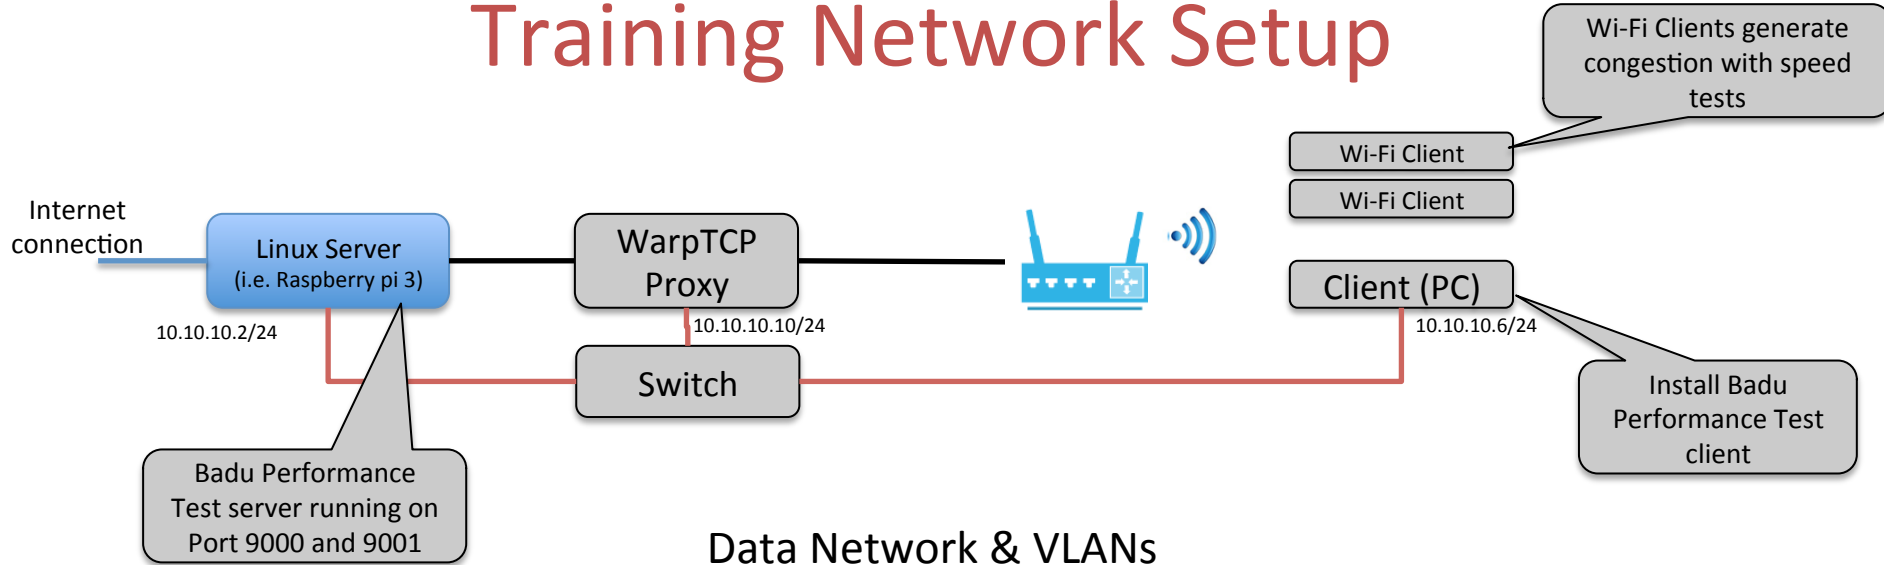 Training Network Setup
Wi-Fi Clients generate
congestion with speed
tests
Wi-Fi Client
Wi-Fi Client
Internet
connection
Linux Server
(i.e. Raspberry pi 3)
WarpTCP
Proxy
Client (PC)
10.10.10.2/24
10.10.10.10/24
10.10.10.6/24
Switch
Install Badu
Performance Test
client
Badu Performance
Test server running on
Port 9000 and 9001
Data Network & VLANs